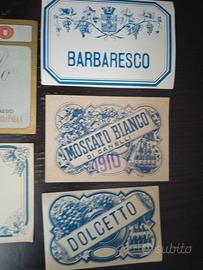 BARBARESCO
MOSCATO BIANCO
DI CANELLI
1910
DOLCETTO
subito